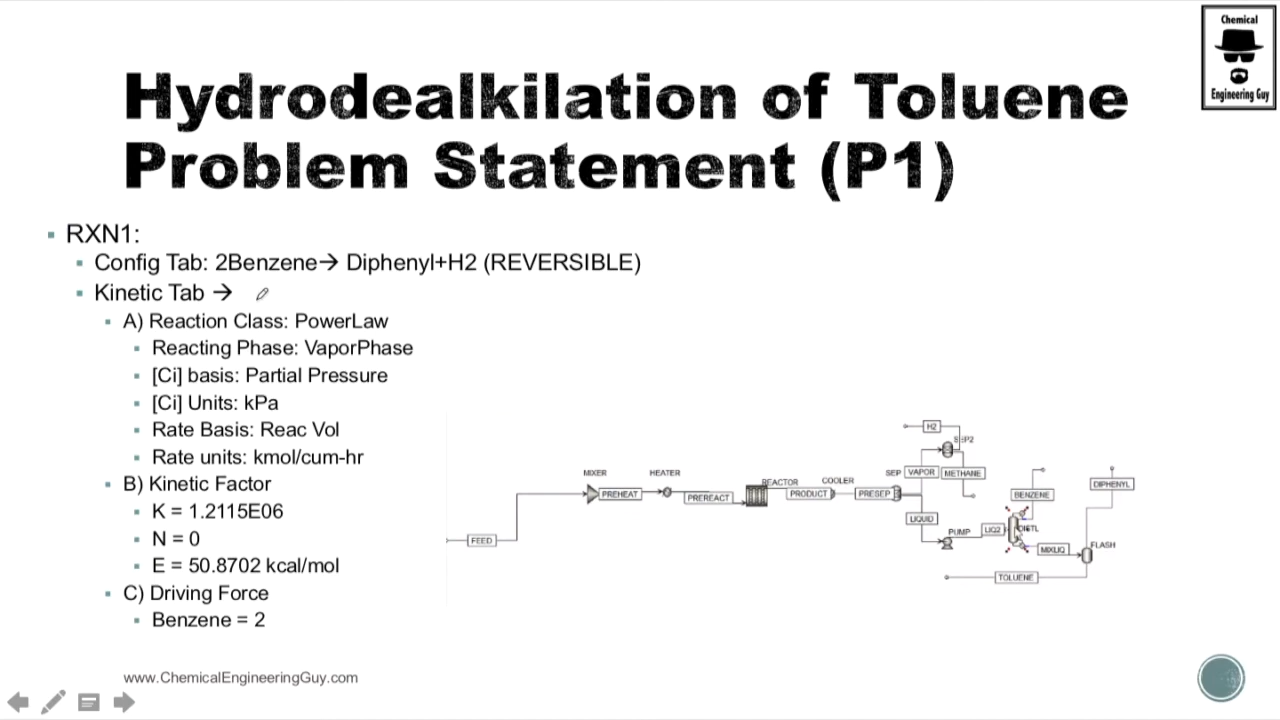 Chemical
Engineering Guy
Hydrodealkilation of Toluene
Problem Statement (P1)
RXN1:
Config Tab: 2Benzene→ Diphenyl+H2 (REVERSIBLE)
Kinetic Tab →
A) Reaction Class: PowerLaw
Reacting Phase: VaporPhase
[Ci] basis: Partial Pressure
[Ci] Units: kPa
Rate Basis: Reac Vol
Rate units: kmol/cum-hr
B) Kinetic Factor
K = 1.2115E06
N = 0
E = 50.8702 kcal/mol
C) Driving Force
Benzene = 2
H2
SEP2
MIXER
HEATER
REACTOR
COOLER
SEP
VAPOR
METHANE
PREHEAT
PREREACT
PRODUCT
PRESEP
BENZENE
DIPHENYL
LIQUID
PUMP
LIQ2
FEED
MIXLIQ
FLASH
TOLUENE
www.ChemicalEngineeringGuy.com